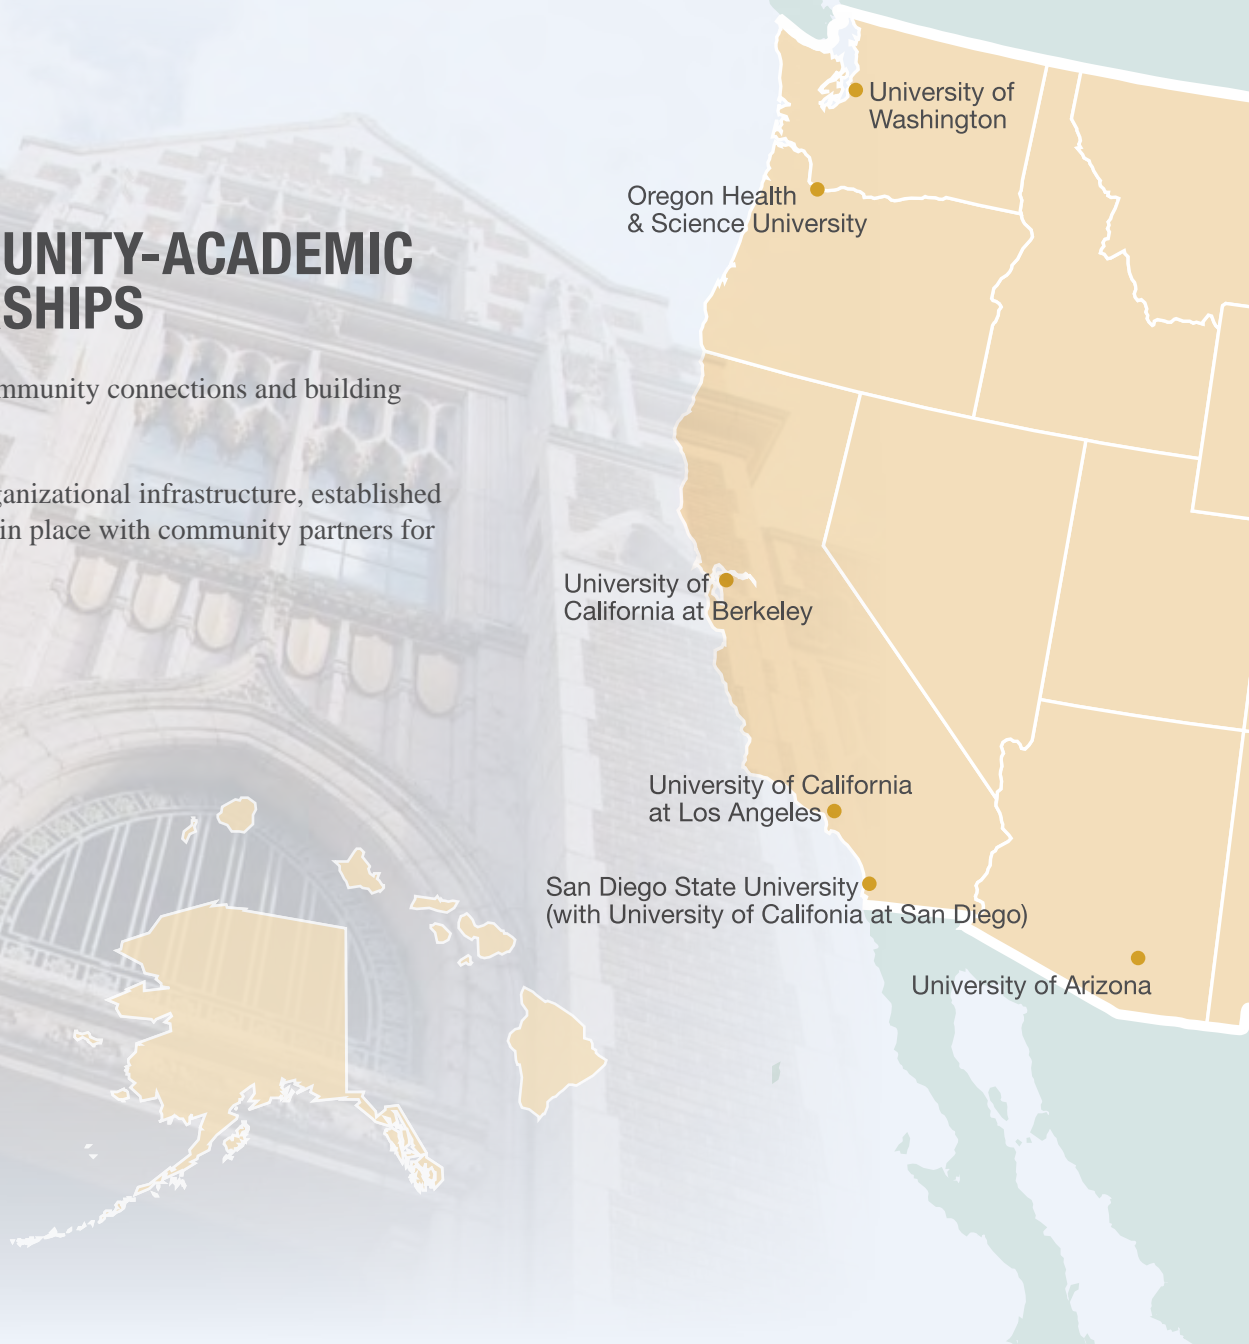 UNITY-ACADEMIC
SHIPS
mmunity connections and building
ganizational infrastructure, established
in place with community partners for
University of
Washington
Oregon Health
& Science University
University of
California at Berkeley
University of California
at Los Angeles
San Diego State University
(with University of Califonia at San Diego)
University of Arizona